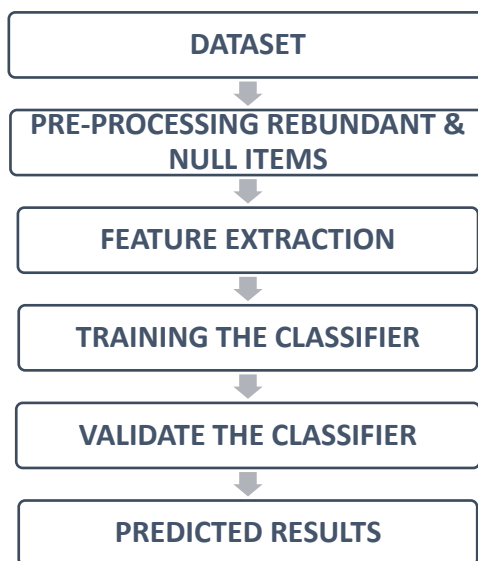 DATASET
PRE-PROCESSING REBUNDANT &
NULL ITEMS
FEATURE EXTRACTION
TRAINING THE CLASSIFIER
VALIDATE THE CLASSIFIER
PREDICTED RESULTS